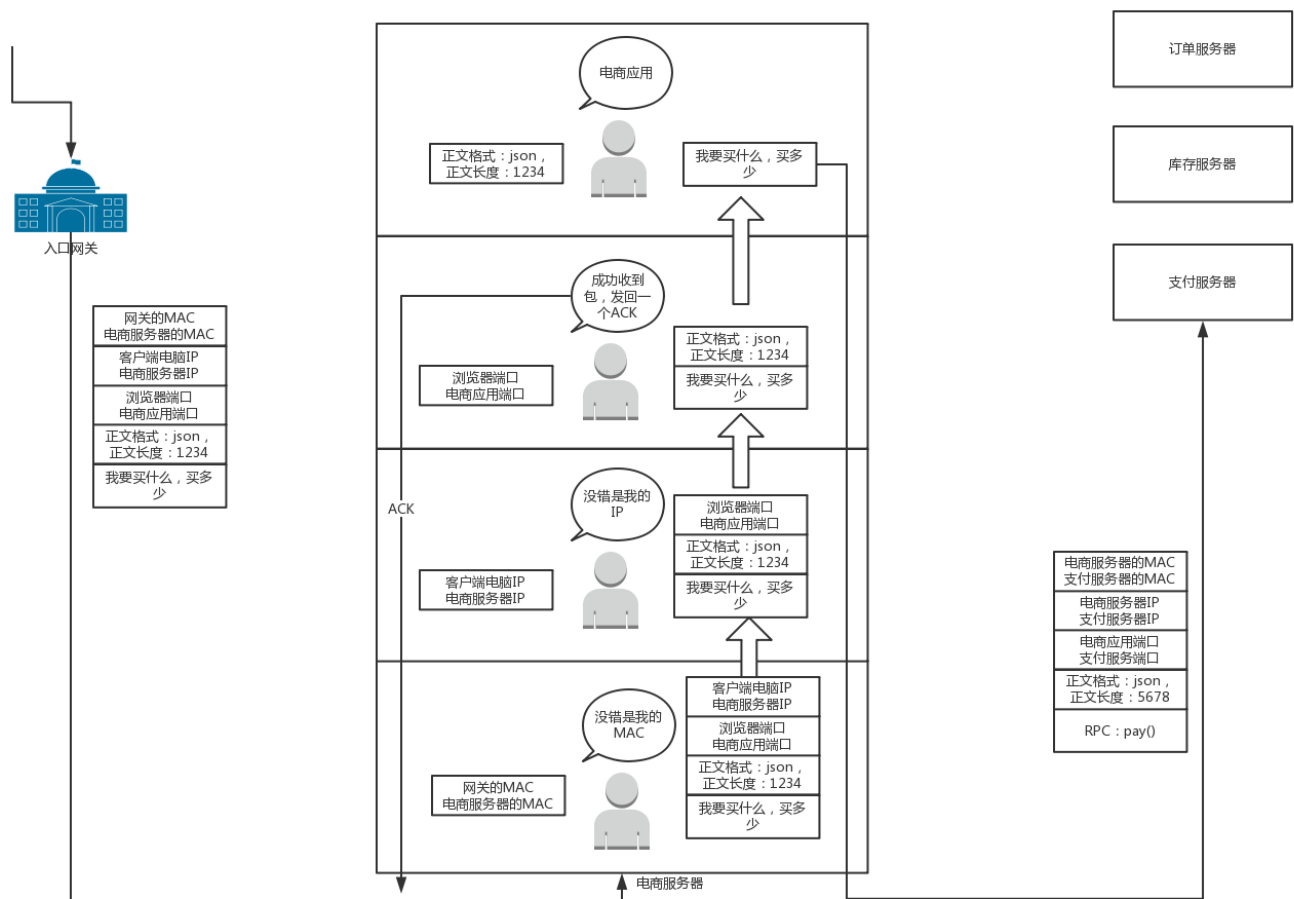 电商应用
正文格式：json，
正文长度：1234
我要买什么，买多
少
订单服务器
库存服务器
支付服务器
入口网关
网关的MAC
电商服务器的MAC
客户端电脑IP
电商服务器IP
浏览器端口
电商应用端口
正文格式：json，
正文长度：1234
我要买什么，买多
少
成功收到
包，发回一
个ACK
浏览器端口
电商应用端口
正文格式：json，
正文长度：1234
我要买什么，买多
少
ACK
没错是我的
IP
客户端电脑IP
电商服务器IP
浏览器端口
电商应用端口
正文格式：json，
正文长度：1234
我要买什么，买多
少
没错是我的
MAC
网关的MAC
电商服务器的MAC
客户端电脑IP
电商服务器IP
浏览器端口
电商应用端口
正文格式：json，
正文长度：1234
我要买什么，买多
少
电商服务器
电商服务器的MAC
支付服务器的MAC
电商服务器IP
支付服务器IP
电商应用端口
支付服务端口
正文格式：json，
正文长度：5678
RPC：pay()